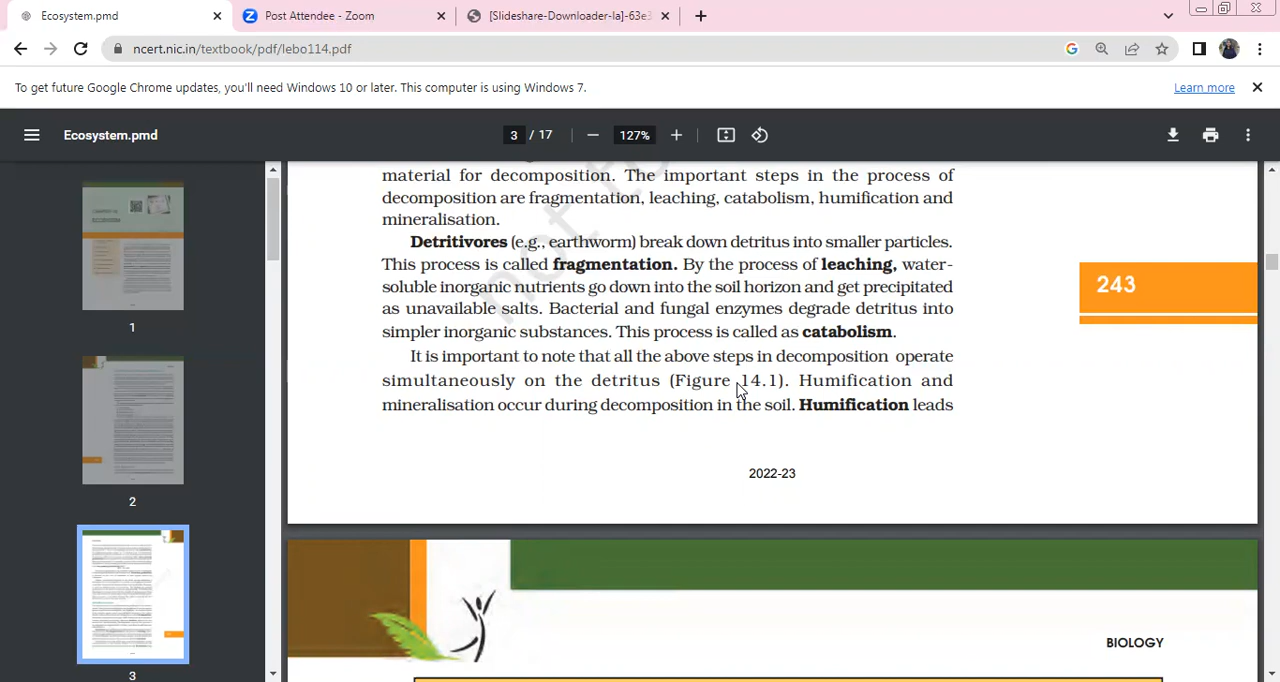 Ecosystem.pmd
Post Attendee - Zoom
[Slideshare-Downloader-la]-63e3
ncert.nic.in/textbook/pdf/lebo114.pdf
To get future Google Chrome updates, you'll need Windows 10 or later. This computer is using Windows 7.
Learn more
Ecosystem.pmd
3 / 17
127%
material for decomposition. The important steps in the process of
decomposition are fragmentation, leaching, catabolism, humification and
mineralisation.
Detritivores (e.g., earthworm) break down detritus into smaller particles.
This process is called fragmentation. By the process of leaching, water-
soluble inorganic nutrients go down into the soil horizon and get precipitated
as unavailable salts. Bacterial and fungal enzymes degrade detritus into
simpler inorganic substances. This process is called as catabolism.
It is important to note that all the above steps in decomposition operate
simultaneously on the detritus (Figure 14.1). Humification and
mineralisation occur during decomposition in the soil. Humification leads
243
2022-23
BIOLOGY
1
2
3